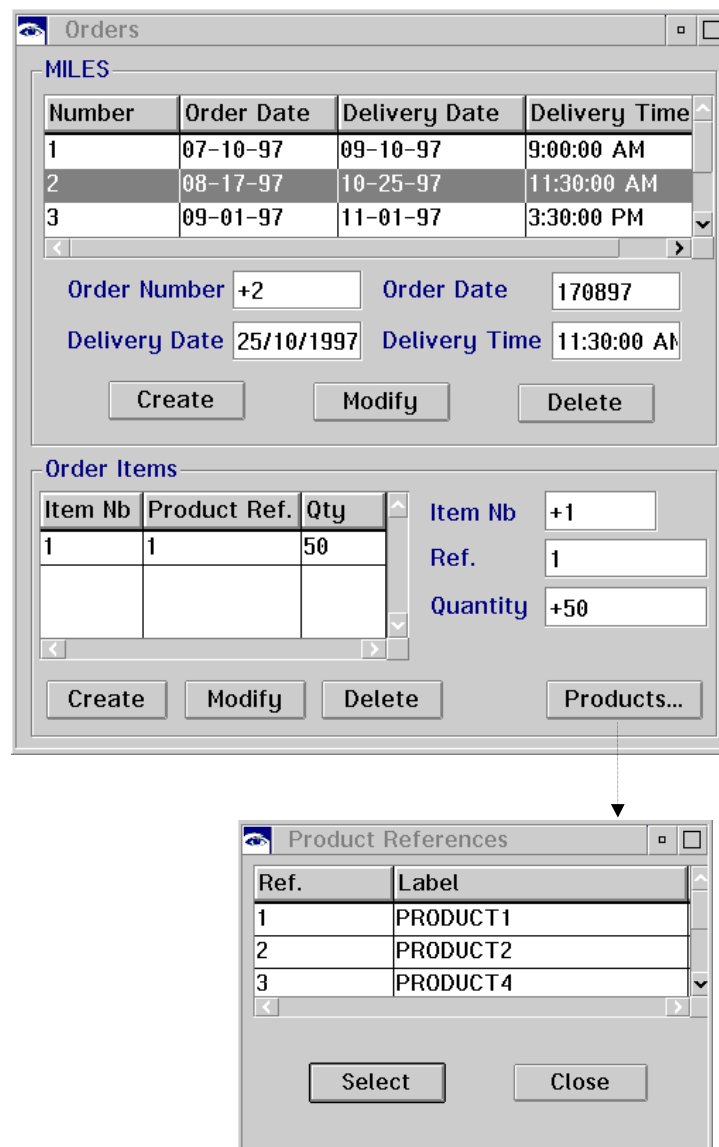 Orders
MILES
Number Order Date Delivery Date Delivery Time
1 07-10-97 09-10-97 9:00:00 AM
2 08-17-97 10-25-97 11:30:00 AM
3 09-01-97 11-01-97 3:30:00 PM
Order Number +2 Order Date 170897
Delivery Date 25/10/1997 Delivery Time 11:30:00 AM
Create Modify Delete
Order Items
Item Nb Product Ref. Qty
1 1 50
Item Nb +1
Ref. 1
Quantity +50
Create Modify Delete Products...
Product References
Ref. Label
1 PRODUCT1
2 PRODUCT2
3 PRODUCT4
Select Close